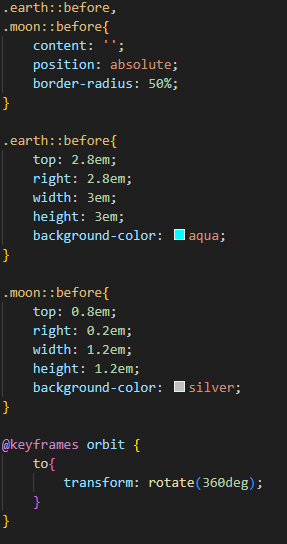 .earth::before,
.moon::before{
    content: '';
    position: absolute;
    border-radius: 50%;
}

.earth::before{
    top: 2.8em;
    right: 2.8em;
    width: 3em;
    height: 3em;
    background-color: aqua;
}

.moon::before{
    top: 0.8em;
    right: 0.2em;
    width: 1.2em;
    height: 1.2em;
    background-color: silver;
}

@keyframes orbit {
    to{
        transform: rotate(360deg);
    }
}